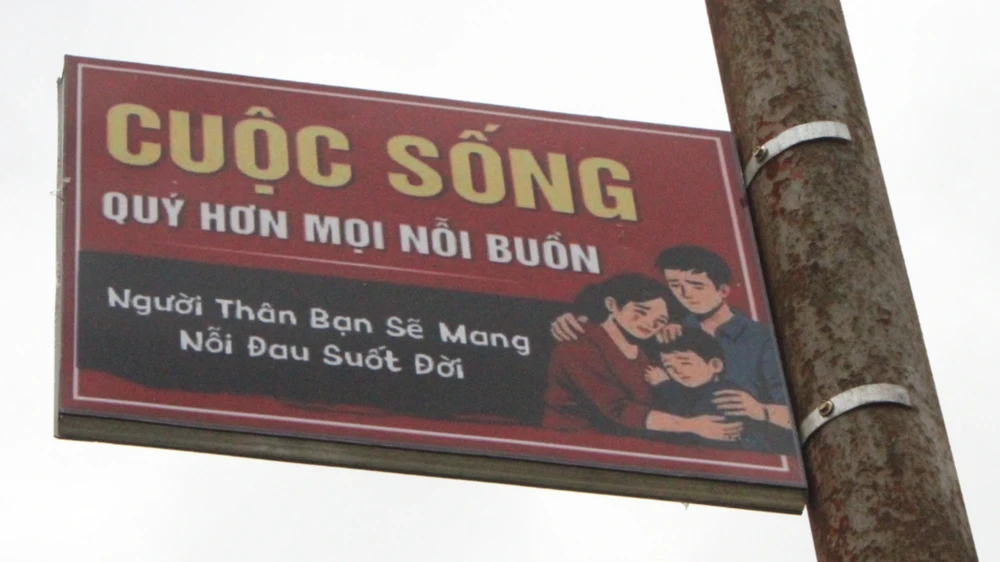 CUỘC SỐNG
QUÝ HƠN MỌI NỖI BUỒN
Người Thân Bạn Sẽ Mang
Nỗi Đau Suốt Đời